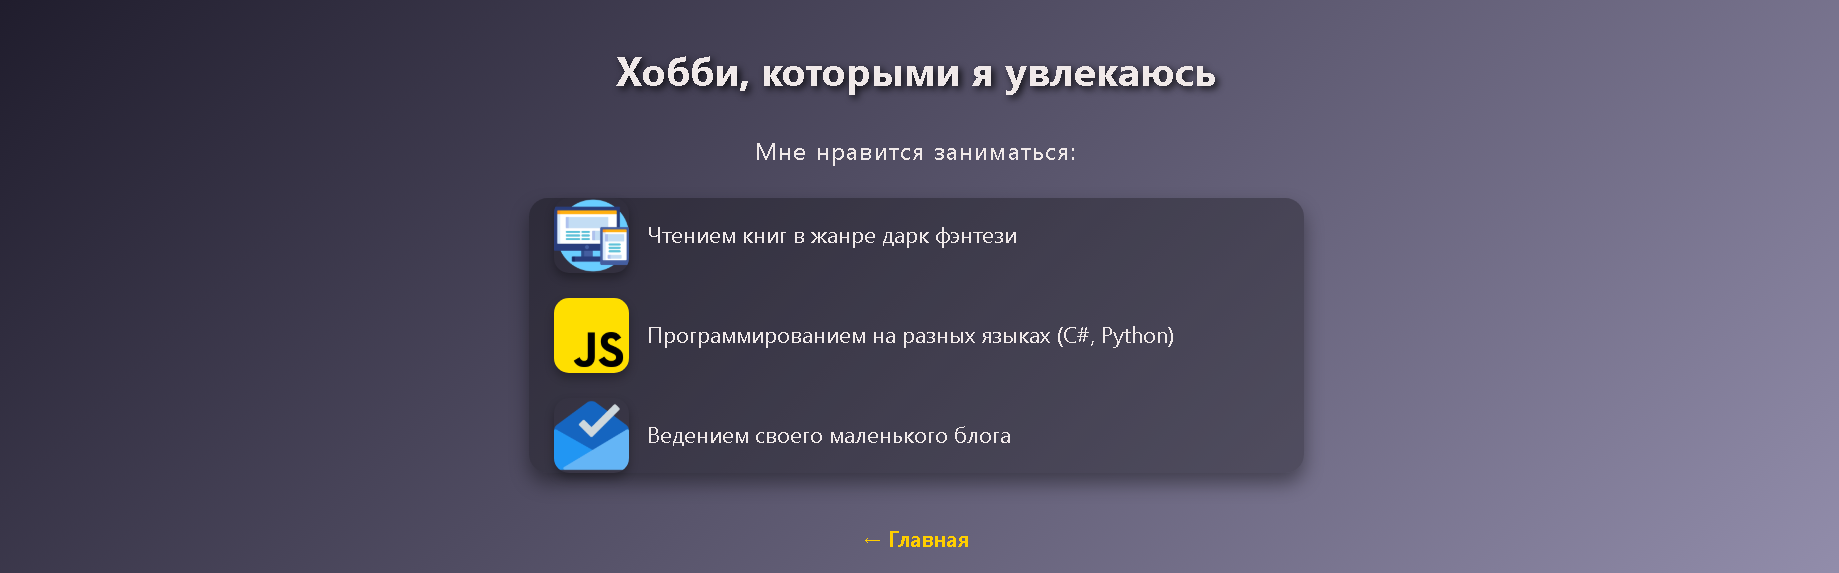 Хобби, которыми я увлекаюсь
Мне нравится заниматься:
Чтением книг в жанре дарк фэнтези
JS
Программированием на разных языках (C#, Python)
Ведением своего маленького блога
← Главная